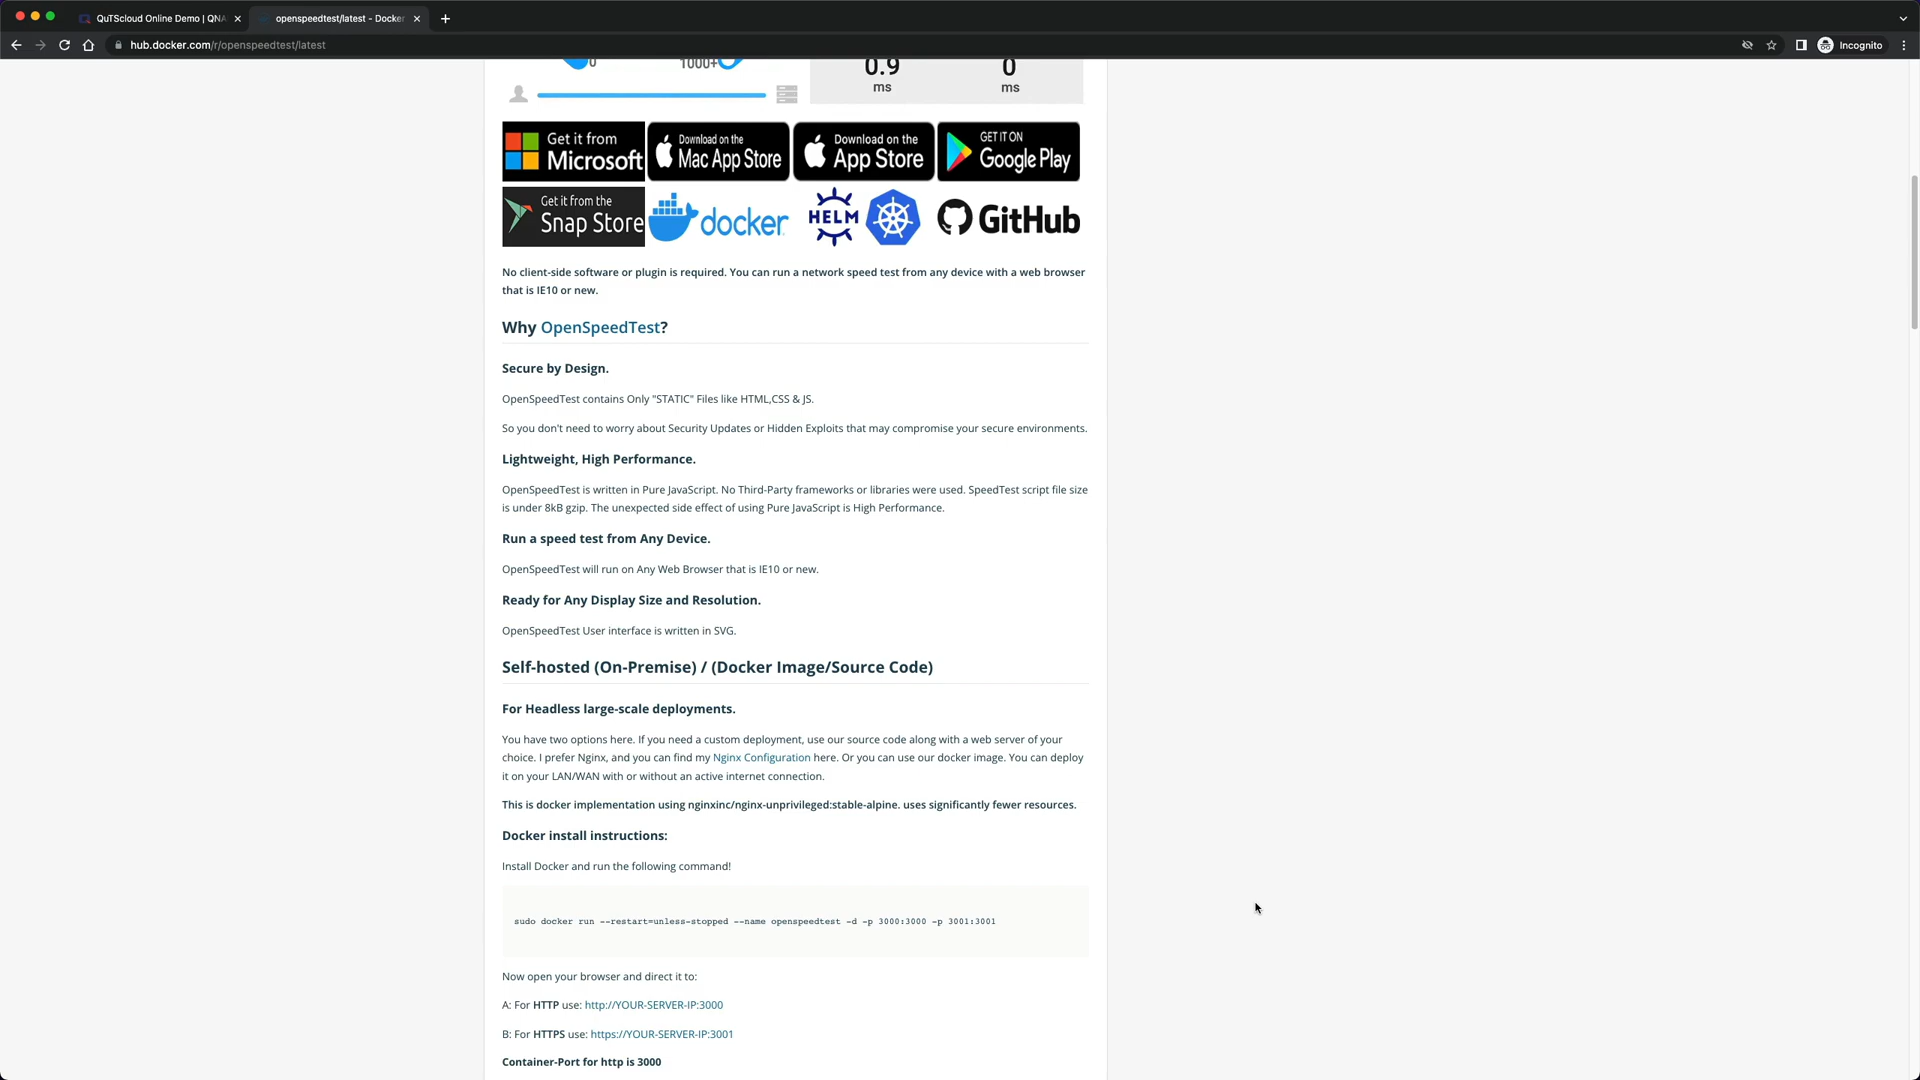 QuTScloud Online Demo | QNA
openspeedtest/latest - Docker
hub.docker.com/r/openspeedtest/latest
Incognito
0
1000+
0.9
0
ms
ms
Get it from
Microsoft
Download on the
Mac App Store
Download on the
App Store
GET IT ON
Google Play
Get it from the
Snap Store
docker
HELM
GitHub
No client-side software or plugin is required. You can run a network speed test from any device with a web browser
that is IE10 or new.
Why OpenSpeedTest?
Secure by Design.
OpenSpeedTest contains Only "STATIC" Files like HTML,CSS & JS.
So you don't need to worry about Security Updates or Hidden Exploits that may compromise your secure environments.
Lightweight, High Performance.
OpenSpeedTest is written in Pure JavaScript. No Third-Party frameworks or libraries were used. SpeedTest script file size
is under 8kB gzip. The unexpected side effect of using Pure JavaScript is High Performance.
Run a speed test from Any Device.
OpenSpeedTest will run on Any Web Browser that is IE10 or new.
Ready for Any Display Size and Resolution.
OpenSpeedTest User interface is written in SVG.
Self-hosted (On-Premise) / (Docker Image/Source Code)
For Headless large-scale deployments.
You have two options here. If you need a custom deployment, use our source code along with a web server of your
choice. I prefer Nginx, and you can find my Nginx Configuration here. Or you can use our docker image. You can deploy
it on your LAN/WAN with or without an active internet connection.
This is docker implementation using nginxinc/nginx-unprivileged:stable-alpine. uses significantly fewer resources.
Docker install instructions:
Install Docker and run the following command!
sudo docker run --restart=unless-stopped --name openspeedtest -d -p 3000:3000 -p 3001:3001
Now open your browser and direct it to:
A: For HTTP use: http://YOUR-SERVER-IP:3000
B: For HTTPS use: https://YOUR-SERVER-IP:3001
Container-Port for http is 3000